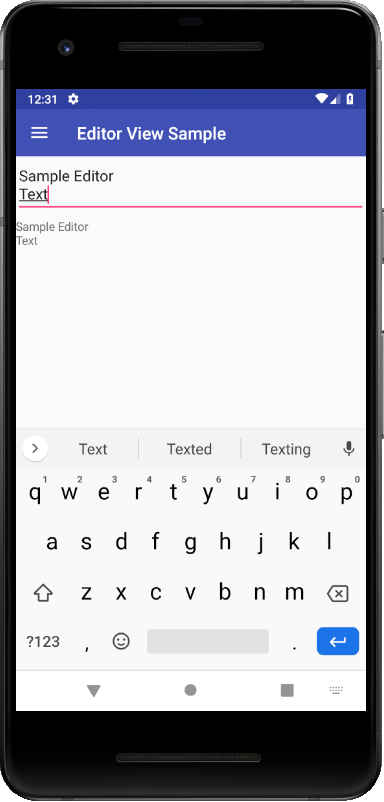 12:31
Editor View Sample
Sample Editor
Text
Sample Editor
Text
Text Texted Texting
1 2 3 4 5 6 7 8 9 0
q w e r t y u i o p
a s d f g h j k l
z x c v b n m
?123 , .